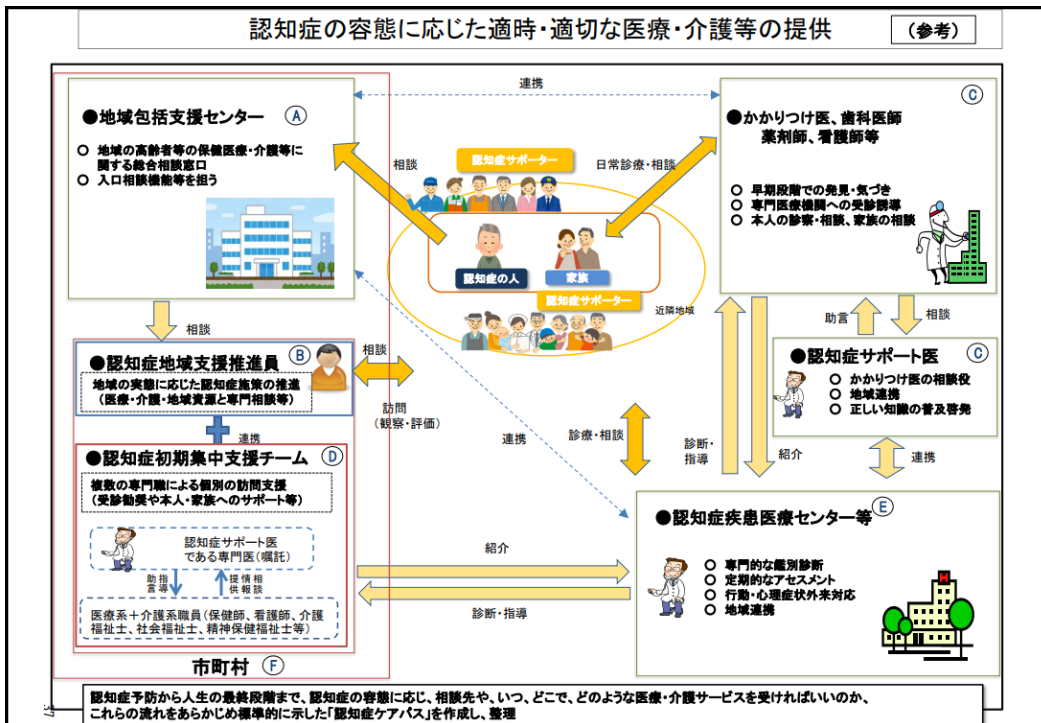 認知症の容態に応じた適時・適切な医療・介護等の提供
(参考)
連携
●地域包括支援センター
Ⓐ
○ 地域の高齢者等の保健医療・介護等に
関する総合相談窓口
○ 入口相談機能等を担う
相談
認知症サポーター
日常診療・相談
認知症の人
家族
認知症サポーター
近隣地域
Ⓒ
●かかりつけ医、歯科医師
薬剤師、看護師等
○ 早期段階での発見・気づき
○ 専門医療機関への受診誘導
○ 本人の診察・相談、家族の相談
相談
助言
相談
●認知症地域支援推進員
Ⓑ
地域の実態に応じた認知症施策の推進
(医療・介護・地域資源と専門相談等)
相談
訪問
(観察・評価)
●認知症サポート医
Ⓒ
○ かかりつけ医の相談役
○ 地域連携
○ 正しい知識の普及啓発
連携
●認知症初期集中支援チーム
Ⓓ
複数の専門職による個別の訪問支援
(受診勧奨や本人・家族へのサポート等)
認知症サポート医
である専門医(嘱託)
指導
助言
相談
情報
提供
医療系+介護系職員(保健師、看護師、介護
福祉士、社会福祉士、精神保健福祉士等)
市町村
Ⓕ
連携
診療・相談
診断・
指導
紹介
連携
紹介
診断・指導
●認知症疾患医療センター等
Ⓔ
○ 専門的な鑑別診断
○ 定期的なアセスメント
○ 行動・心理症状外来対応
○ 地域連携
H
認知症予防から人生の最終段階まで、認知症の容態に応じ、相談先や、いつ、どこで、どのような医療・介護サービスを受ければいいのか、
これらの流れをあらかじめ標準的に示した「認知症ケアパス」を作成し、整理
37